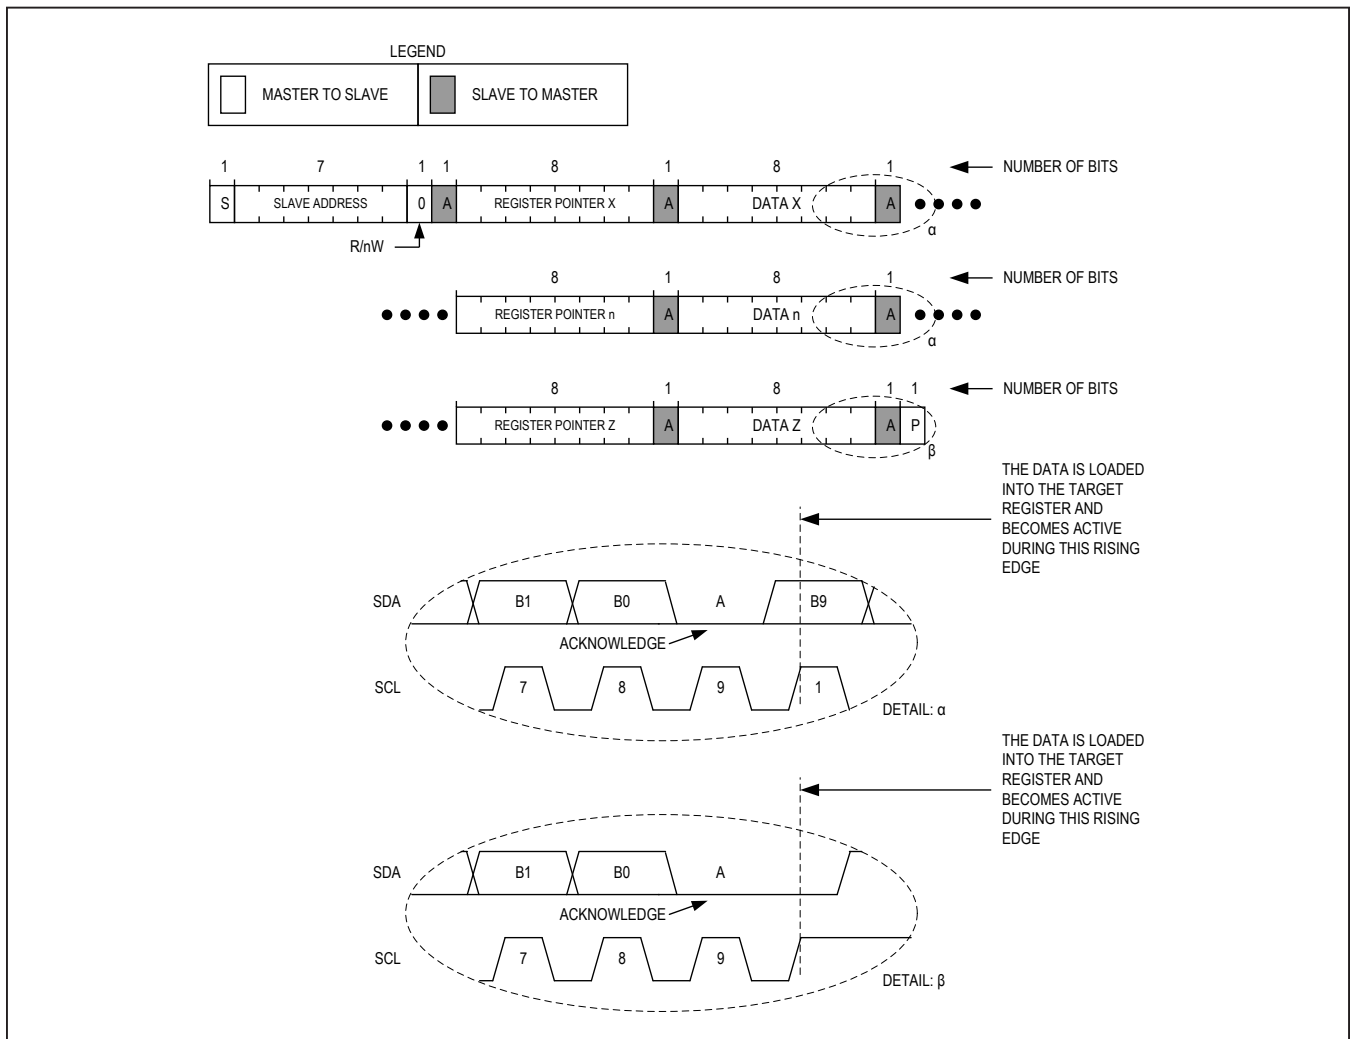 LEGEND
MASTER TO SLAVE SLAVE TO MASTER
1 7 1 1 8 1 8 1 NUMBER OF BITS
S SLAVE ADDRESS 0 A REGISTER POINTER X A DATA X A
α
R/nW
8 1 8 1 NUMBER OF BITS
REGISTER POINTER n A DATA n A
α
8 1 8 1 1 NUMBER OF BITS
REGISTER POINTER Z A DATA Z A P
β
THE DATA IS LOADED
INTO THE TARGET
REGISTER AND
BECOMES ACTIVE
DURING THIS RISING
EDGE
SDA B1 B0 A B9
ACKNOWLEDGE
SCL 7 8 9 1
DETAIL: α
THE DATA IS LOADED
INTO THE TARGET
REGISTER AND
BECOMES ACTIVE
DURING THIS RISING
EDGE
SDA B1 B0 A
ACKNOWLEDGE
SCL 7 8 9
DETAIL: β